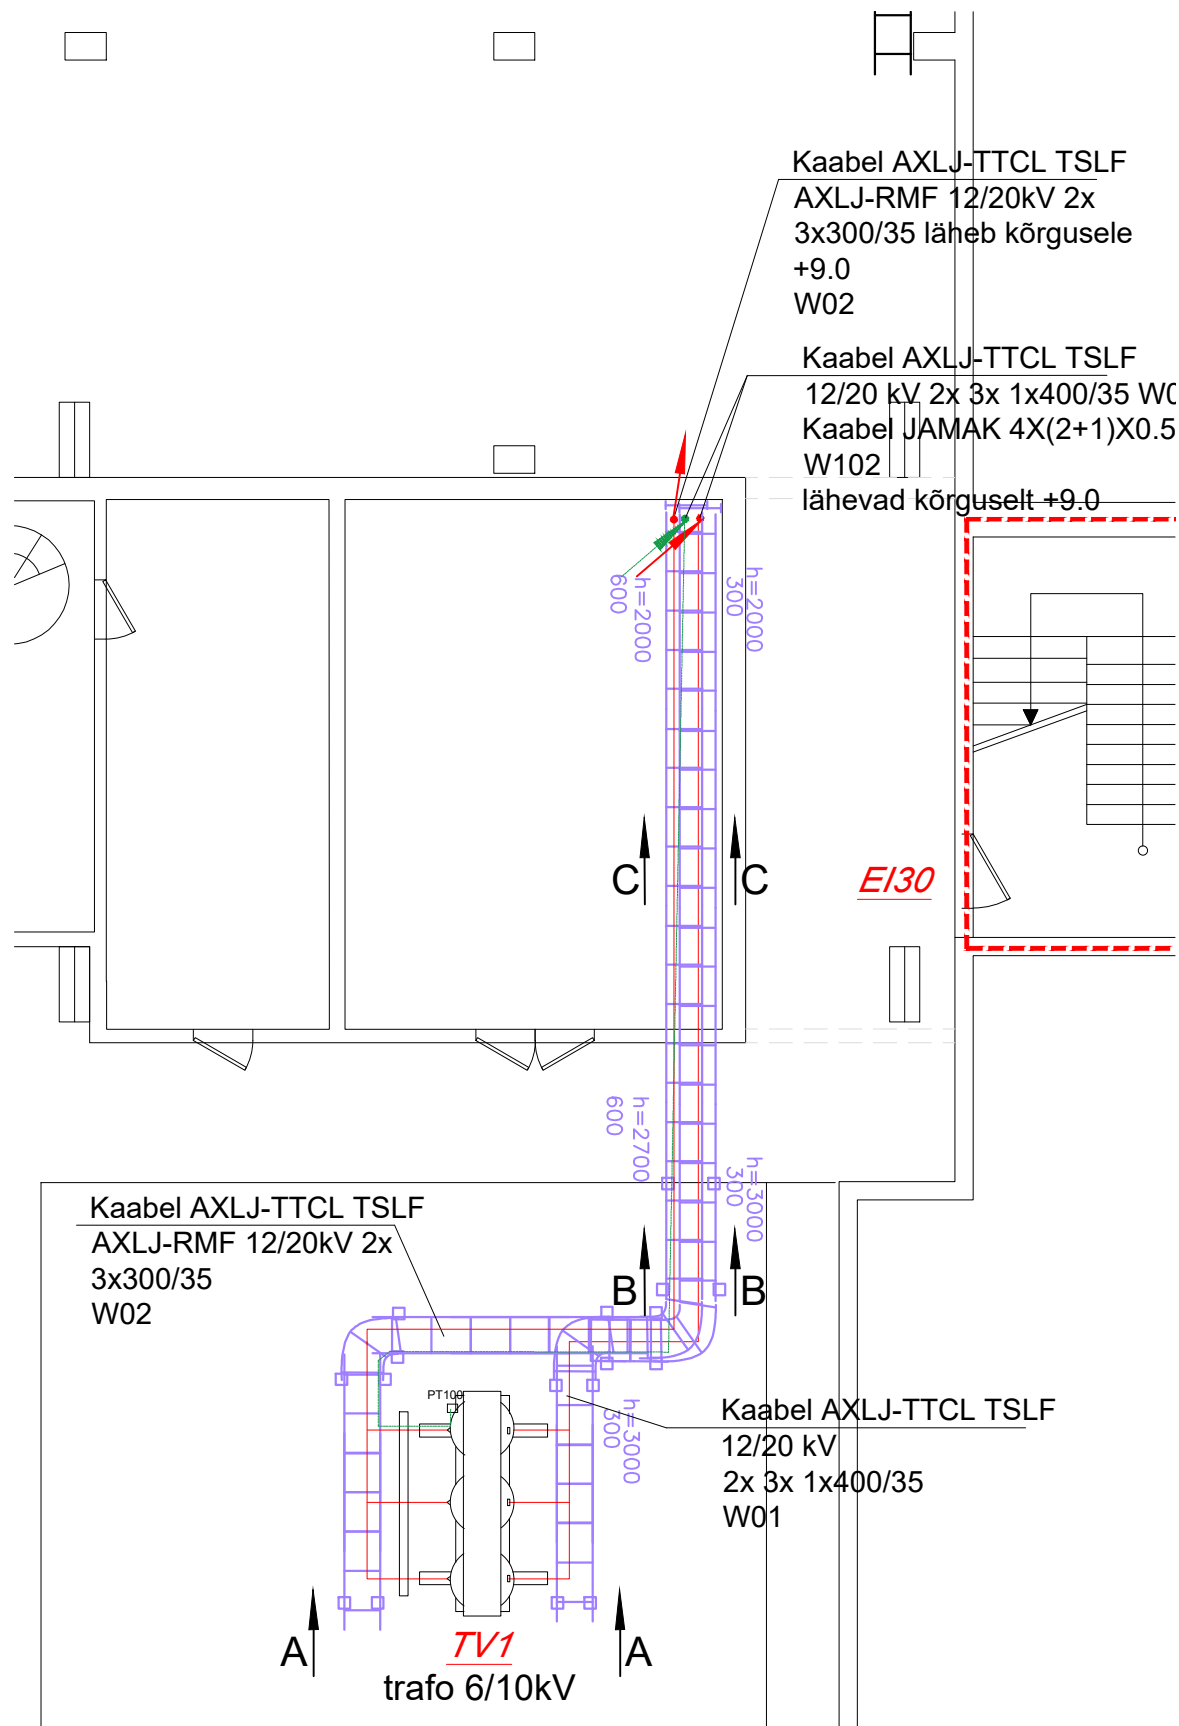 Kaabel AXLJ-TTCL TSLF
AXLJ-RMF 12/20kV 2x
3x300/35 läheb kõrgusele
+9.0
W02
Kaabel AXLJ-TTCL TSLF
12/20 kV 2x 3x 1x400/35
Kaabel JAMAK 4X(2+1)X0.5
W102
lähevad kõrguselt +9.0
h=2000
600
h=2000
300
C
C
EI30
h=2700
600
h=3000
300
Kaabel AXLJ-TTCL TSLF
AXLJ-RMF 12/20kV 2x
3x300/35
W02
B
B
PT100
h=3000
300
Kaabel AXLJ-TTCL TSLF
12/20 kV
2x 3x 1x400/35
W01
A
A
TV1
trafo 6/10kV